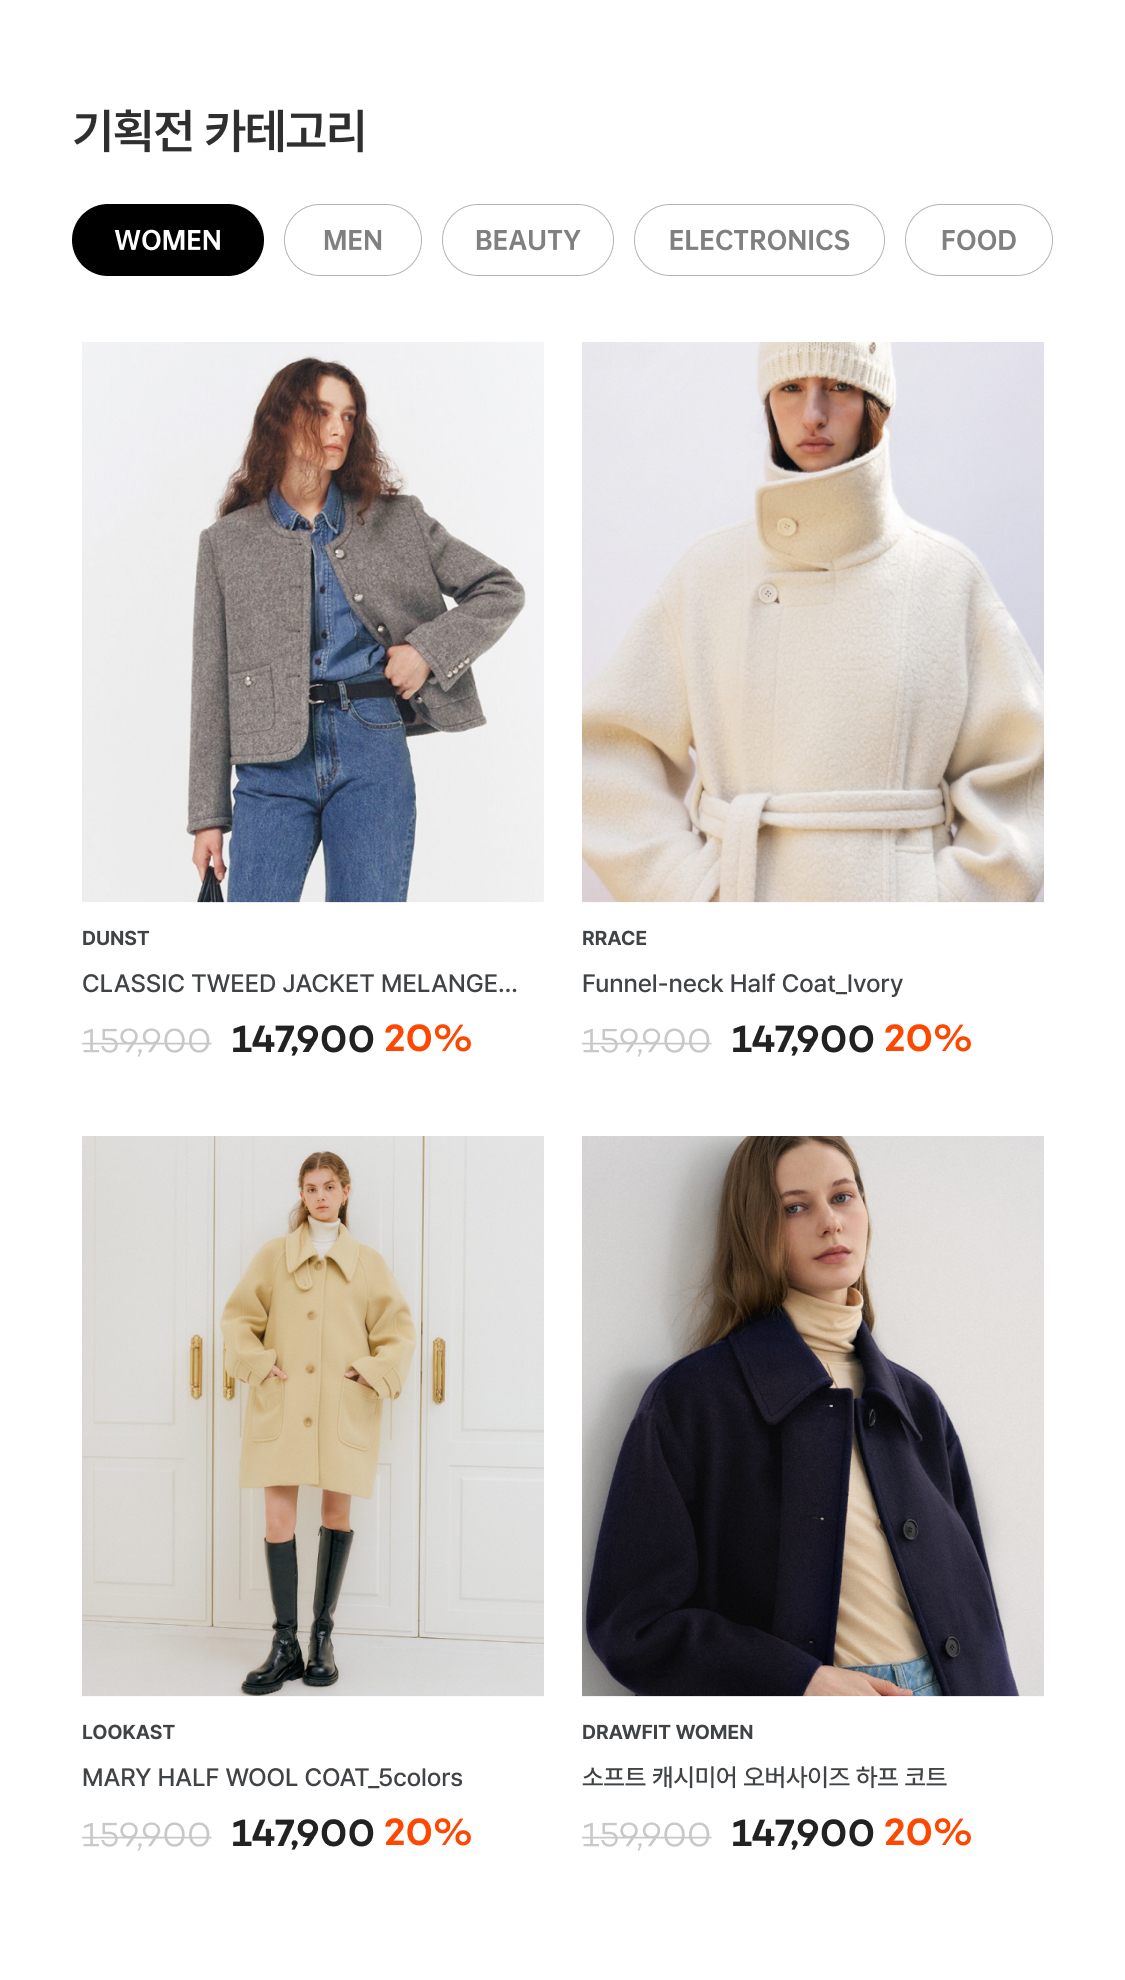 기획전 카테고리
WOMEN
MEN
BEAUTY
ELECTRONICS
FOOD
DUNST
CLASSIC TWEED JACKET MELANGE...
159,900 147,900 20%
RRACE
Funnel-neck Half Coat_Ivory
159,900 147,900 20%
LOOKAST
MARY HALF WOOL COAT_5colors
159,900 147,900 20%
DRAWFIT WOMEN
소프트 캐시미어 오버사이즈 하프 코트
159,900 147,900 20%